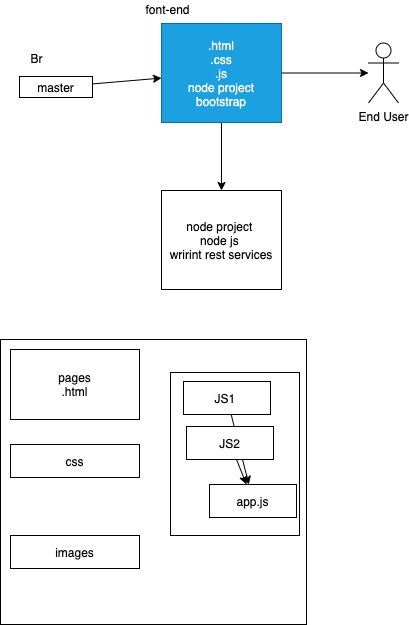 font-end
.html
.css
.js
node project
bootstrap
Br
master
End User
node project
node js
wrirint rest services
pages
.html
css
images
JS1
JS2
app.js